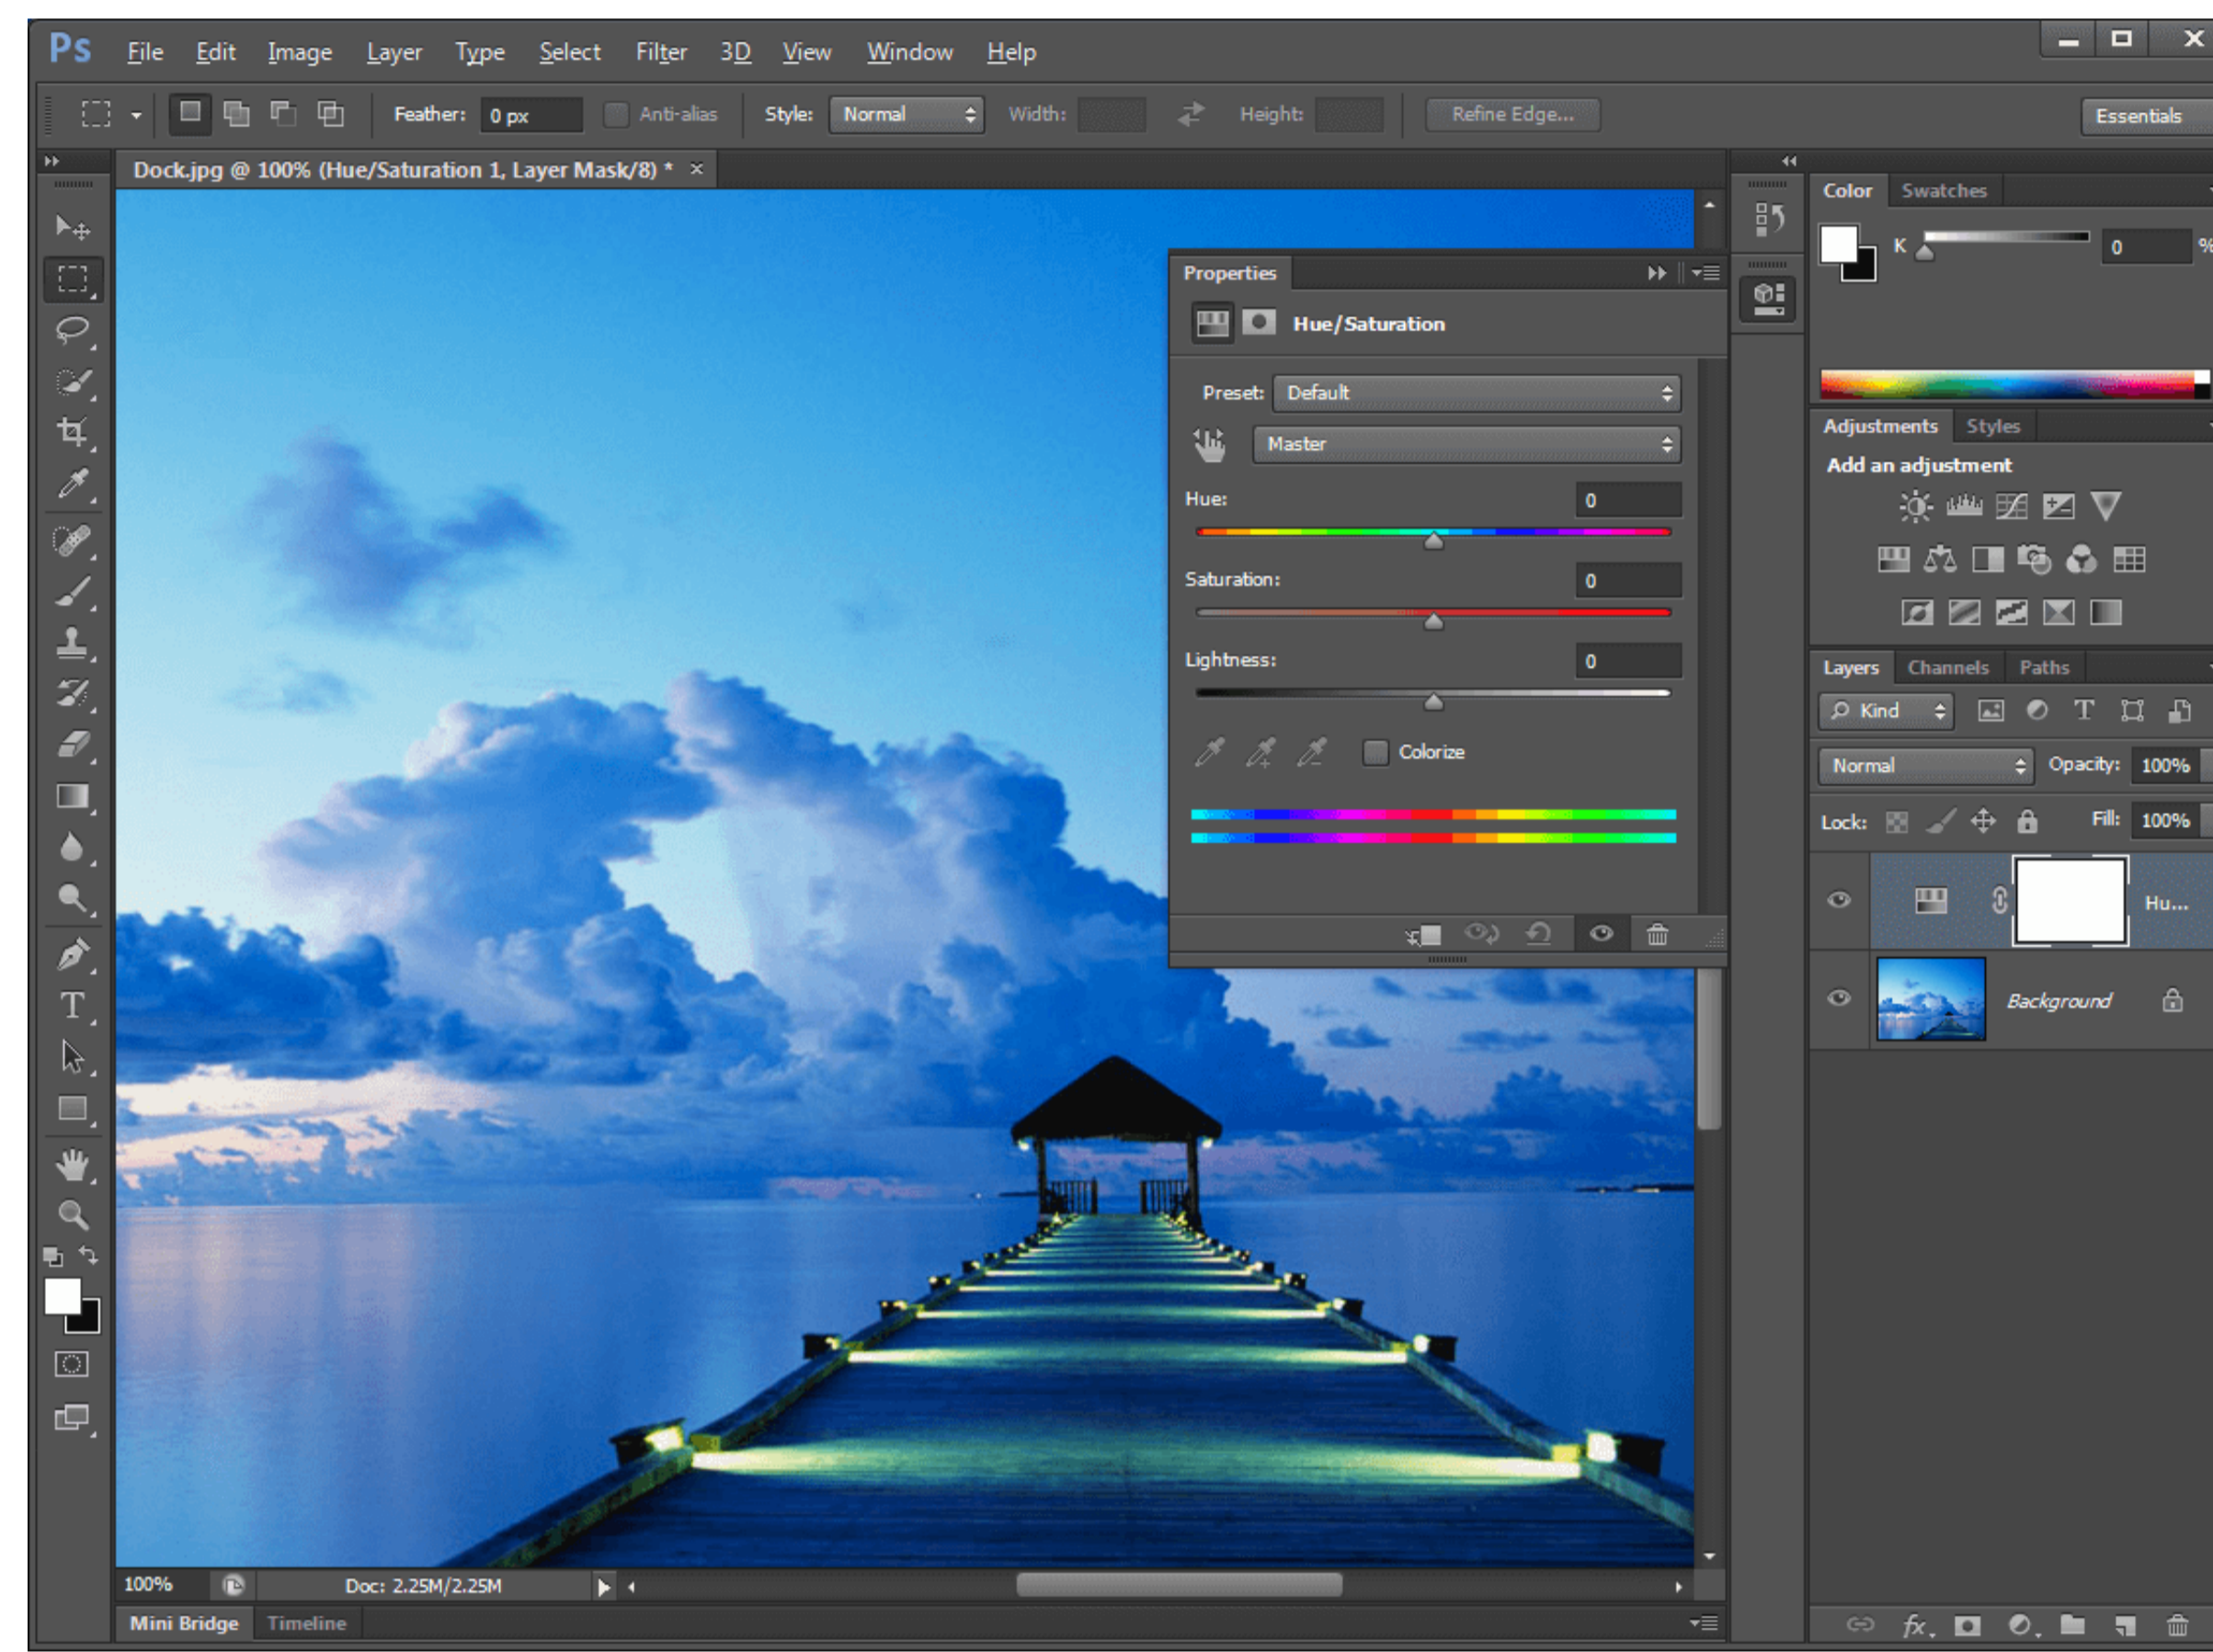 Ps File Edit Image Layer Type Select Filter 3D View Window Help
Feather: 0 px Anti-alias Style: Normal Width: Height: Refine Edge... Essentials
Dock.jpg @ 100% (Hue/Saturation 1, Layer Mask/8) * ×
Properties
Hue/Saturation
Preset: Default
Master
Hue: 0
Saturation: 0
Lightness: 0
Colorize
Color Swatches
K 0 %
Adjustments Styles
Add an adjustment
Layers Channels Paths
Kind T
Normal Opacity: 100%
Lock: Fill: 100%
Hu...
Background
T
fx
100% Doc: 2.25M/2.25M
Mini Bridge Timeline